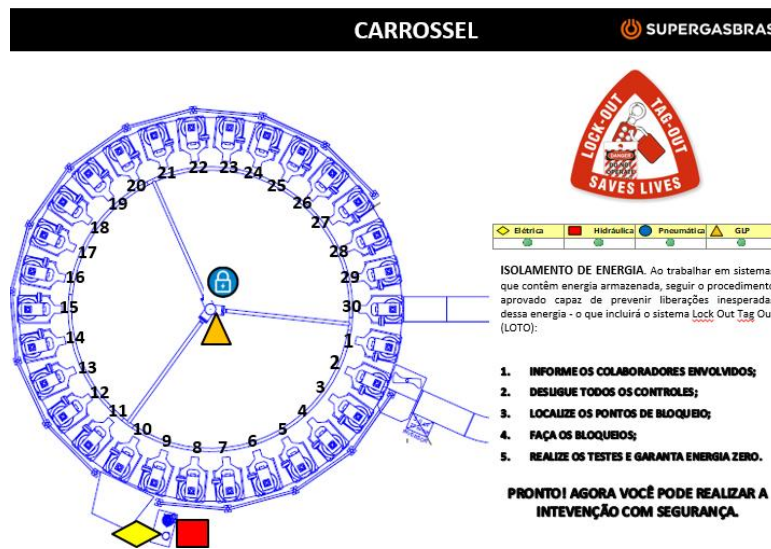 CARROSSEL
SUPERGASBRAS
LOCK-OUT
TAG-OUT
DANGER
DO NOT
OPERATE
SAVES LIVES
Elétrica Hidráulica Pneumática GLP
ISOLAMENTO DE ENERGIA. Ao trabalhar em sistema
que contêm energia armazenada, seguir o procedimento
aprovado capaz de prevenir liberações inesperada
dessa energia - o que incluirá o sistema Lock Out Tag Ou
(LOTO):
1. INFORME OS COLABORADORES ENVOLVIDOS;
2. DESLIGUE TODOS OS CONTROLES;
3. LOCALIZE OS PONTOS DE BLOQUEIO;
4. FAÇA OS BLOQUEIOS;
5. REALIZE OS TESTES E GARANTA ENERGIA ZERO.
PRONTO! AGORA VOCÊ PODE REALIZAR A
INTEVENÇÃO COM SEGURANÇA.
1
2
3
4
5
6
7
8
9
10
11
12
13
14
15
16
17
18
19
20
21
22
23
24
25
26
27
28
29
30